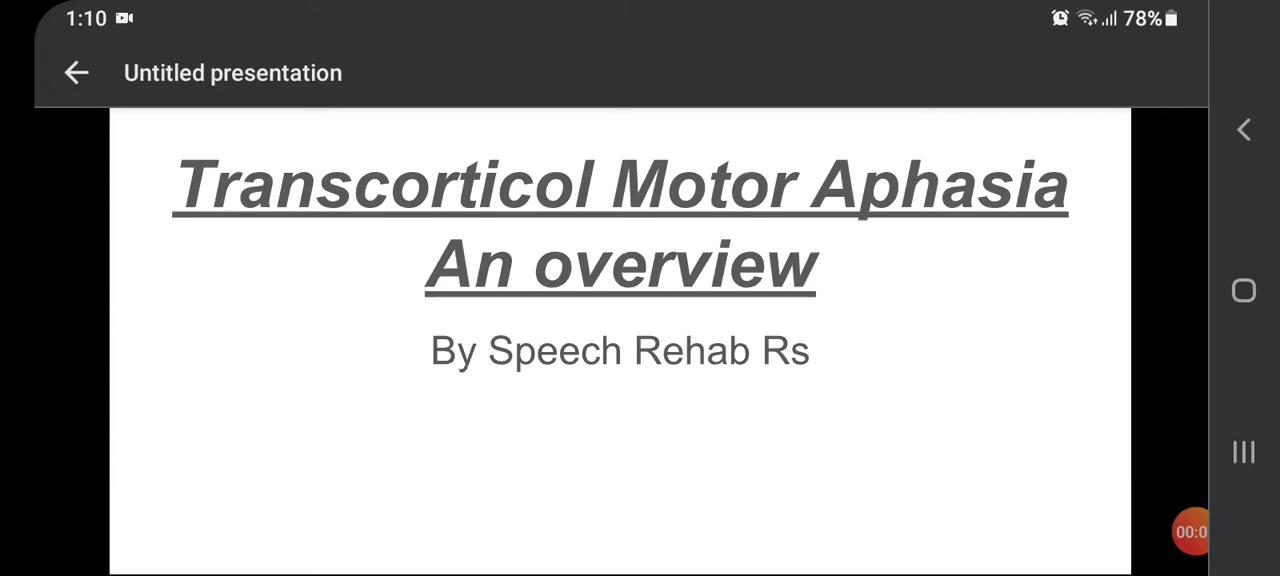 1:10 78%
Untitled presentation
Transcorticol Motor Aphasia
An overview
By Speech Rehab Rs
00:0